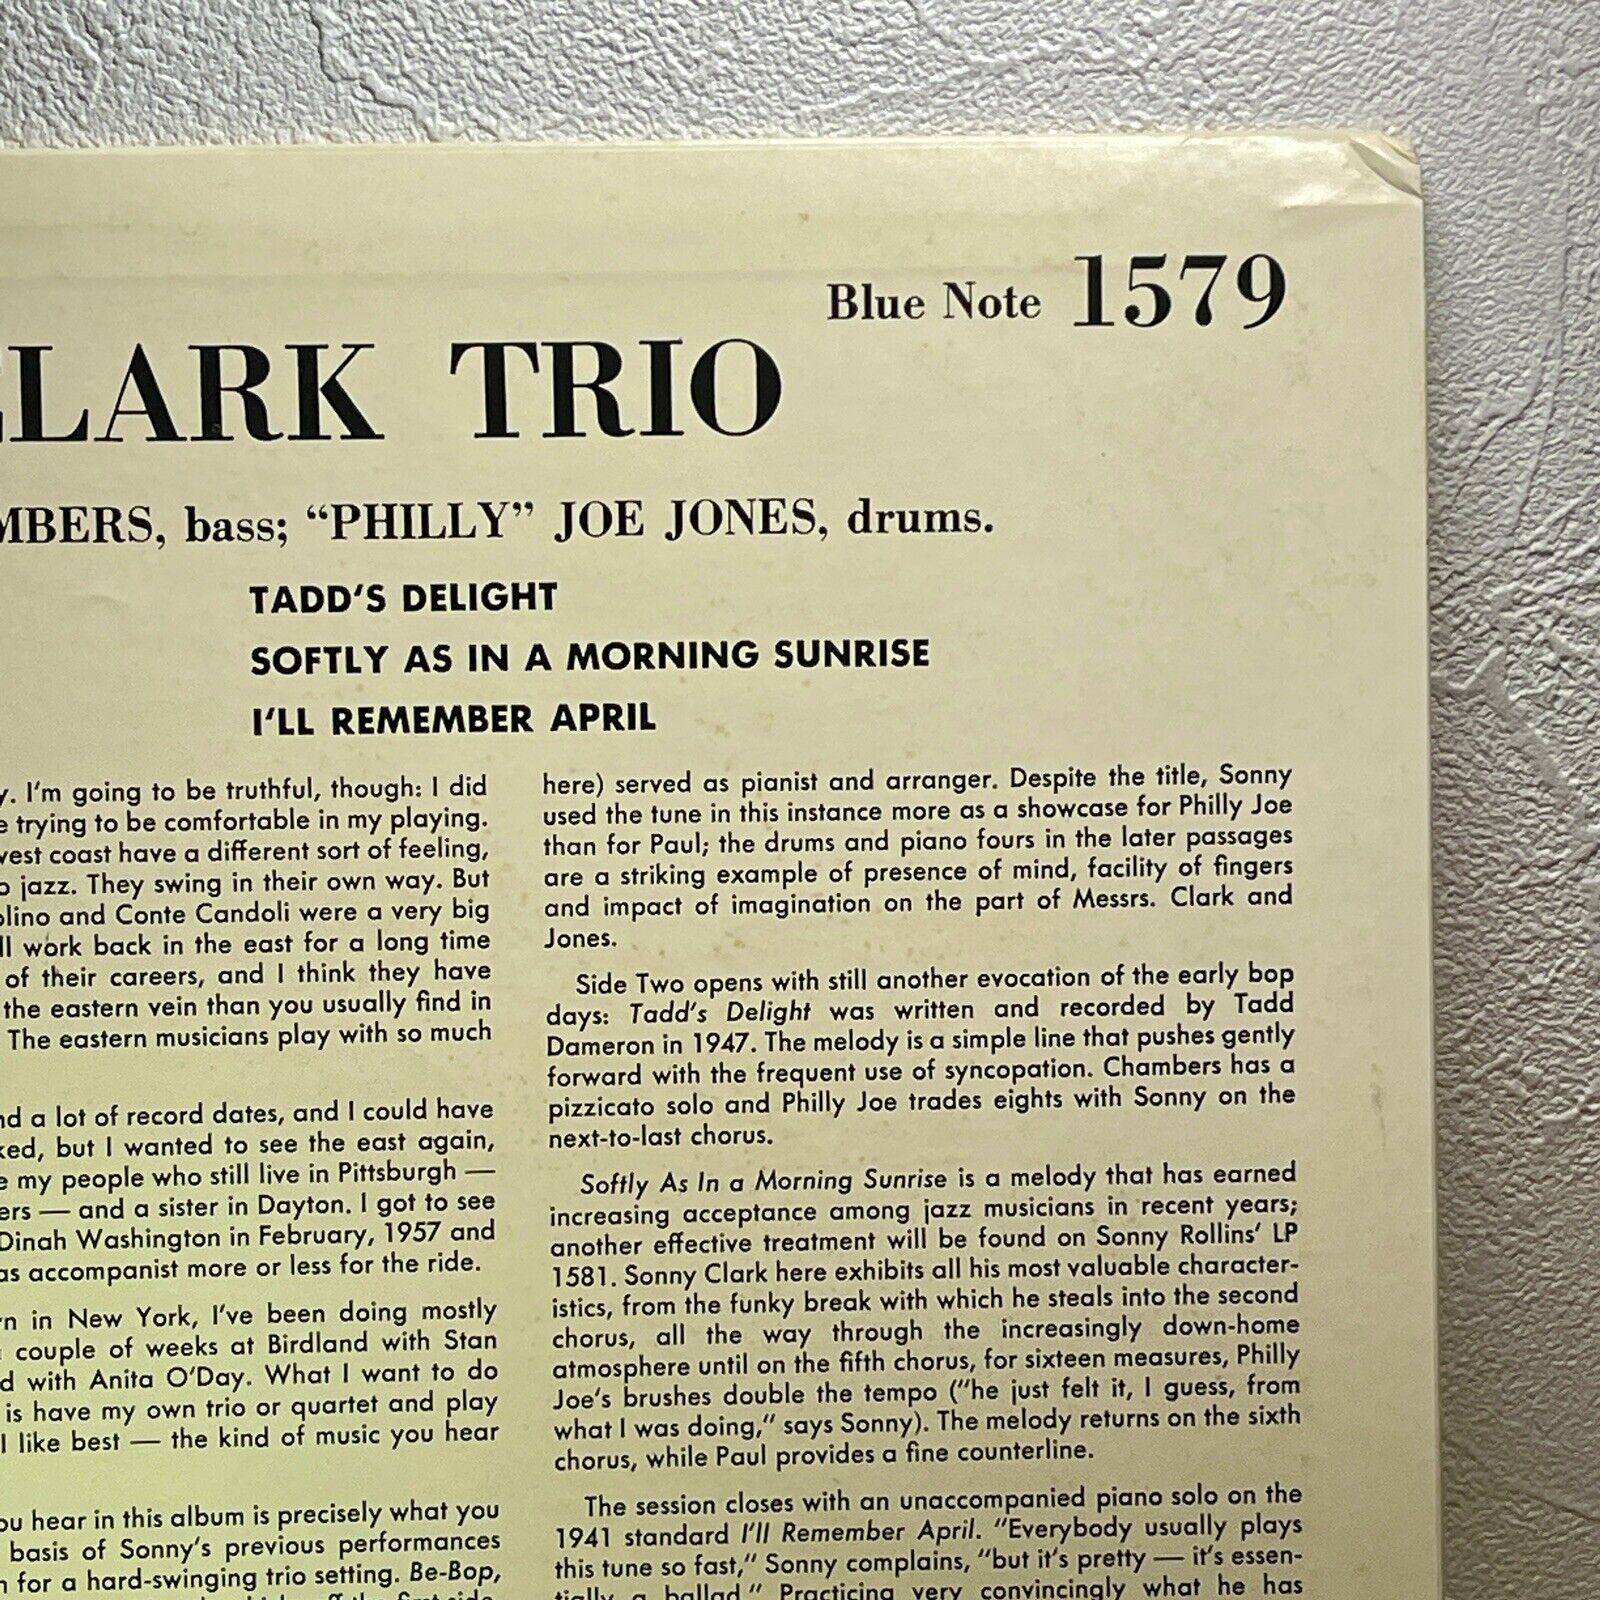 Blue Note 1579
CLARK TRIO
bass; “PHILLY” JOE JONES, drums.
TADD'S DELIGHT
SOFTLY AS IN A MORNING SUNRISE
I'LL REMEMBER APRIL
I'm going to be truthful, though: I did
trying to be comfortable in my playing.
west coast have a different sort of feeling,
jazz. They swing in their own way. But
and Conte Candoli were a very big
work back in the east for a long time
of their careers, and I think they have
the eastern vein than you usually find in
The eastern musicians play with so much
a lot of record dates, and I could have
but I wanted to see the east again,
my people who still live in Pittsburgh —
— and a sister in Dayton. I got to see
Dinah Washington in February, 1957 and
as accompanist more or less for the ride.
in New York, I've been doing mostly
couple of weeks at Birdland with Stan
with Anita O'Day. What I want to do
is have my own trio or quartet and play
I like best — the kind of music you hear
you hear in this album is precisely what you
basis of Sonny's previous performances
for a hard-swinging trio setting. Be-Bop,
here) served as pianist and arranger. Despite the title, Sonny
used the tune in this instance more as a showcase for Philly Joe
than for Paul; the drums and piano fours in the later passages
are a striking example of presence of mind, facility of fingers
and impact of imagination on the part of Messrs. Clark and
Jones.
Side Two opens with still another evocation of the early bop
days: Tadd's Delight was written and recorded by Tadd
Dameron in 1947. The melody is a simple line that pushes gently
forward with the frequent use of syncopation. Chambers has a
pizzicato solo and Philly Joe trades eights with Sonny on the
next-to-last chorus.
Softly As In a Morning Sunrise is a melody that has earned
increasing acceptance among jazz musicians in recent years;
another effective treatment will be found on Sonny Rollins' LP
1581. Sonny Clark here exhibits all his most valuable character-
istics, from the funky break with which he steals into the second
chorus, all the way through the increasingly down-home
atmosphere until on the fifth chorus, for sixteen measures, Philly
Joe's brushes double the tempo ("he just felt it, I guess, from
what I was doing," says Sonny). The melody returns on the sixth
chorus, while Paul provides a fine counterline.
The session closes with an unaccompanied piano solo on the
1941 standard I'll Remember April. "Everybody usually plays
this tune so fast," Sonny complains, "but it's pretty — it's essen-
tially a ballad." Practicing very convincingly what he has